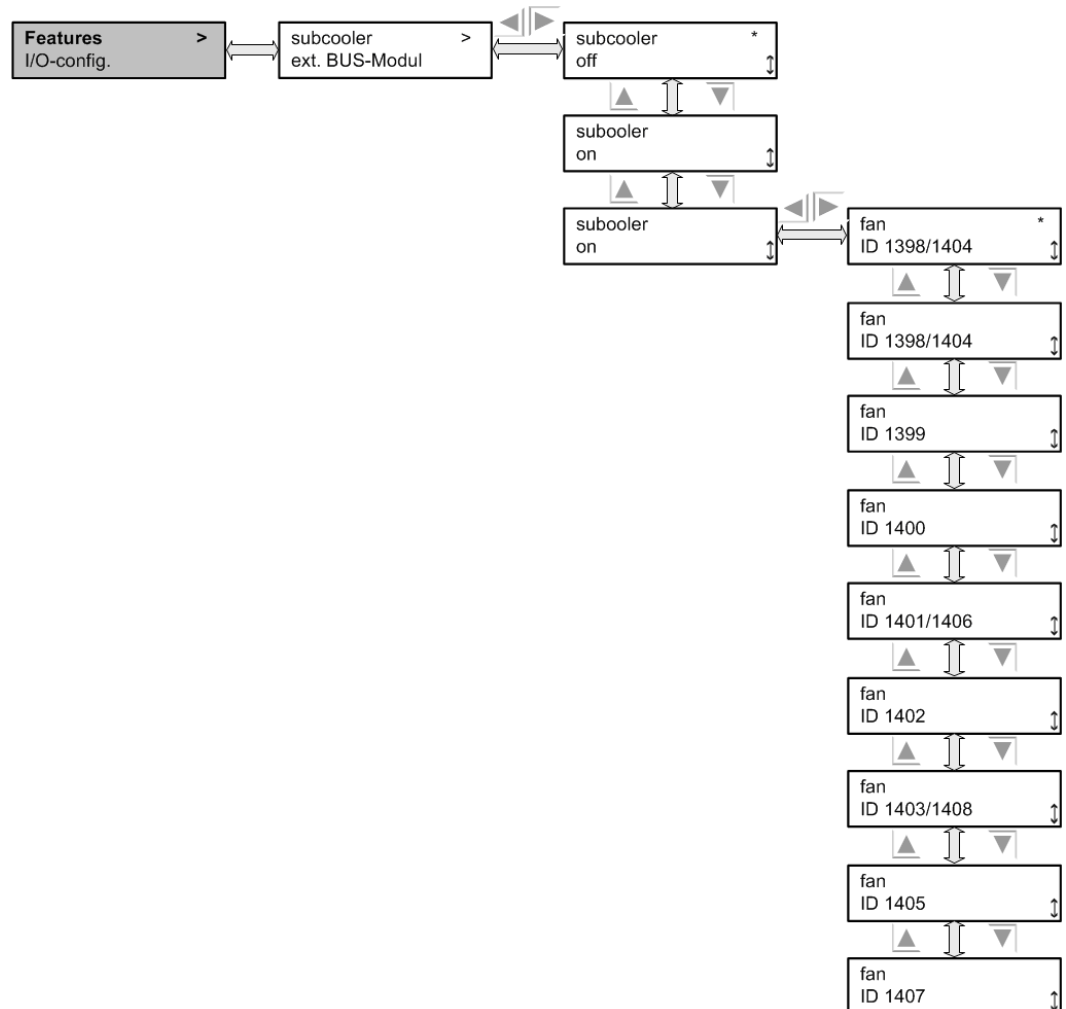 Features >
I/O-config.
subcooler >
ext. BUS-Modul
subcooler *
off
subooler
on
subooler
on
fan *
ID 1398/1404
fan
ID 1398/1404
fan
ID 1399
fan
ID 1400
fan
ID 1401/1406
fan
ID 1402
fan
ID 1403/1408
fan
ID 1405
fan
ID 1407